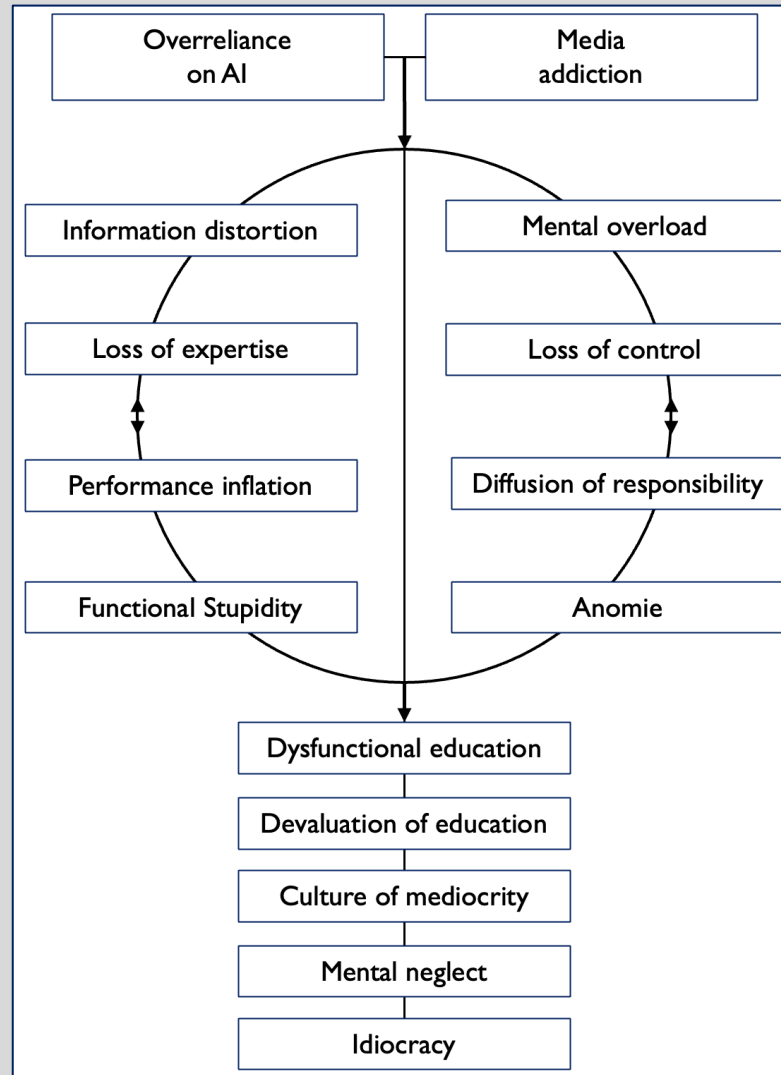 Overreliance
on AI
Media
addiction
Information distortion
Mental overload
Loss of expertise
Loss of control
Performance inflation
Diffusion of responsibility
Functional Stupidity
Anomie
Dysfunctional education
Devaluation of education
Culture of mediocrity
Mental neglect
Idiocracy